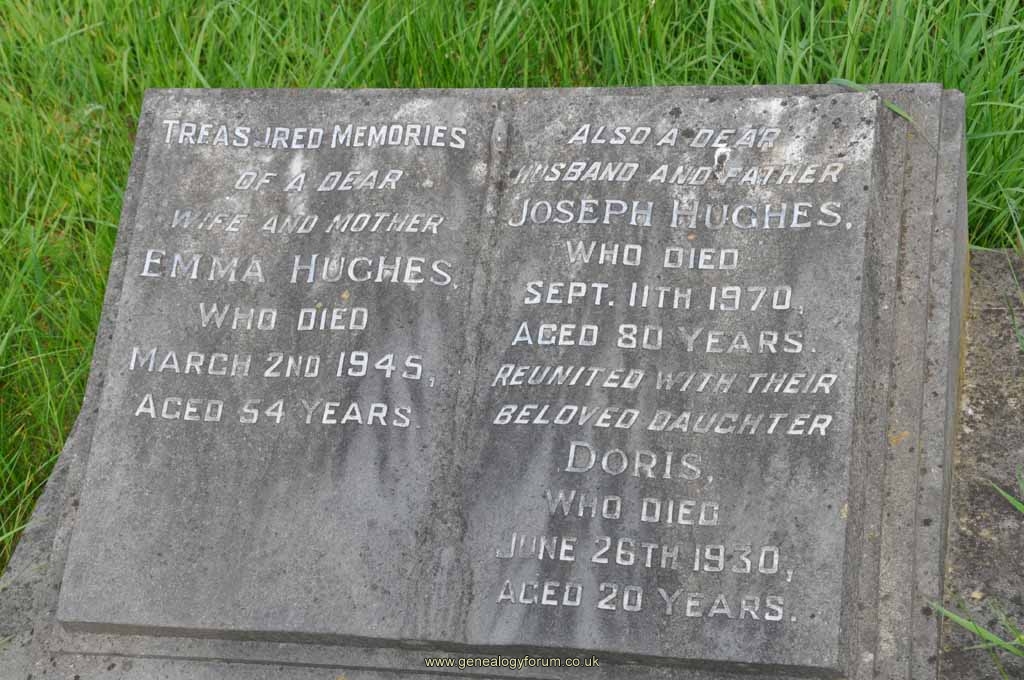 TREASURED MEMORIES
OF A DEAR
WIFE AND MOTHER
EMMA HUGHES,
WHO DIED
MARCH 2ND 1945,
AGED 54 YEARS.
ALSO A DEAR
HUSBAND AND FATHER
JOSEPH HUGHES,
WHO DIED
SEPT. 11TH 1970,
AGED 80 YEARS.
REUNITED WITH THEIR
BELOVED DAUGHTER
DORIS,
WHO DIED
JUNE 26TH 1930,
AGED 20 YEARS.
www.genealogyforum.co.uk